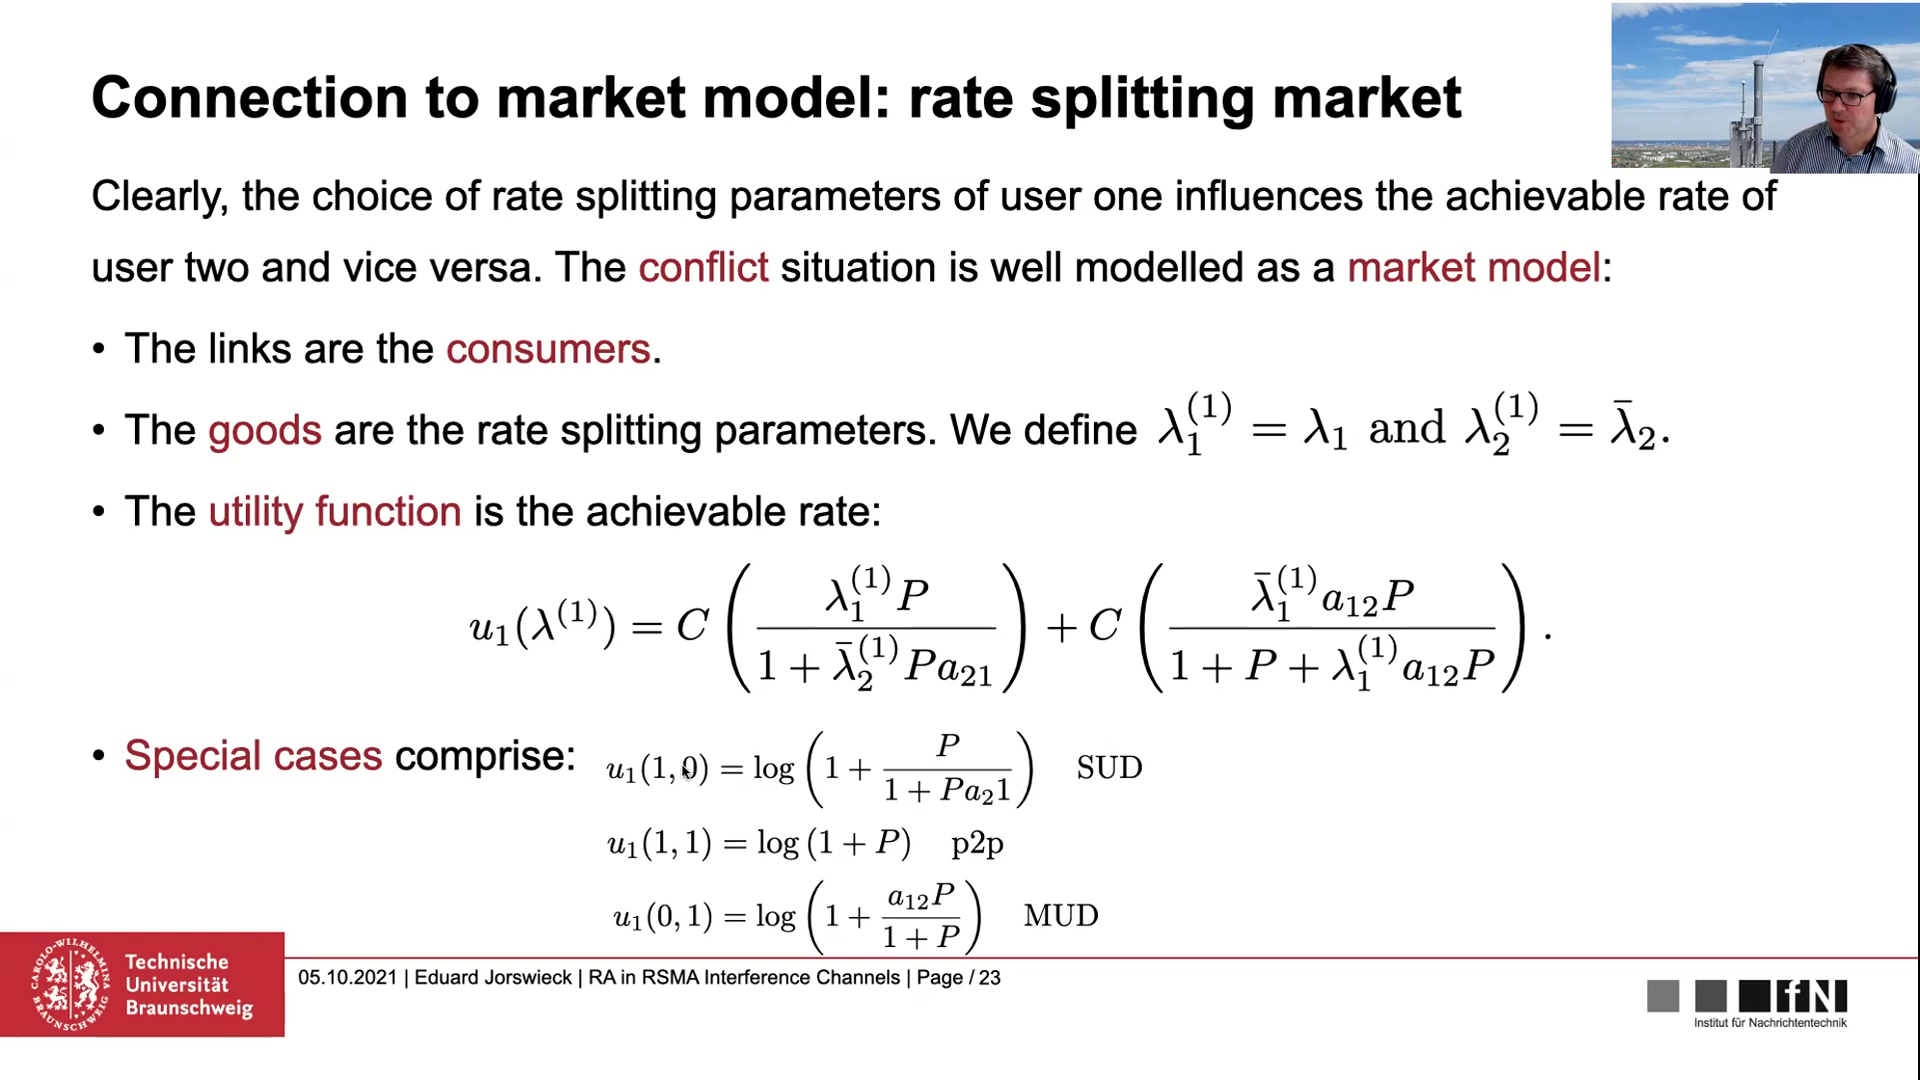 Connection to market model: rate splitting market
Clearly, the choice of rate splitting parameters of user one influences the achievable rate of
user two and vice versa. The conflict situation is well modelled as a market model:
• The links are the consumers.
• The goods are the rate splitting parameters. We define λ₁⁽¹⁾ = λ₁ and λ₂⁽¹⁾ = λ̄₂.
• The utility function is the achievable rate:
u₁(λ⁽¹⁾) = C ( λ₁⁽¹⁾P / 1 + λ̄₂⁽¹⁾Pa₂₁ ) + C ( λ̄₁⁽¹⁾a₁₂P / 1 + P + λ₁⁽¹⁾a₁₂P ) .
• Special cases comprise: u₁(1, 0) = log ( 1 + P / 1 + Pa₂1 ) SUD
u₁(1, 1) = log (1 + P) p2p
u₁(0, 1) = log ( 1 + a₁₂P / 1 + P ) MUD
CAROLO-WILHELMINA BRAUNSCHWEIG
Technische
Universität
Braunschweig
05.10.2021 | Eduard Jorswieck | RA in RSMA Interference Channels | Page / 23
IfN
Institut für Nachrichtentechnik